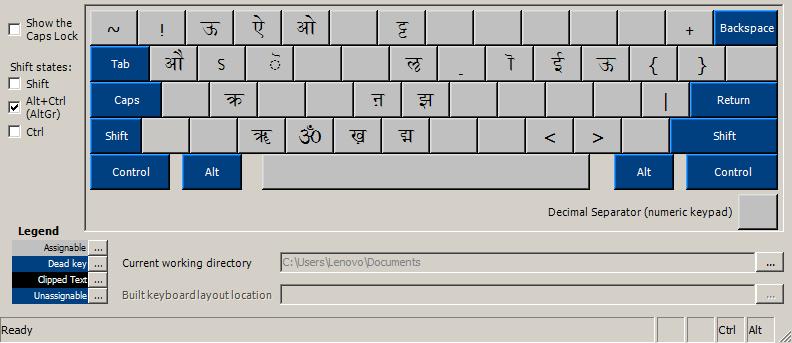 Show the
Caps Lock
Shift states:
Shift
Alt+Ctrl
(AltGr)
Ctrl
~ ! ऊ ऐ ओ ट्ट + Backspace
Tab औ ऽ ॅ ऌ - ॊ ई ऊ { }
Caps क्र ऩ झ | Return
Shift ऋ ॐ ख़ द्म < > Shift
Control Alt Alt Control
Decimal Separator (numeric keypad)
Legend
Assignable ...
Dead key ...
Clipped Text ...
Unassignable ...
Current working directory C:\Users\Lenovo\Documents ...
Built keyboard layout location ...
Ready Ctrl Alt